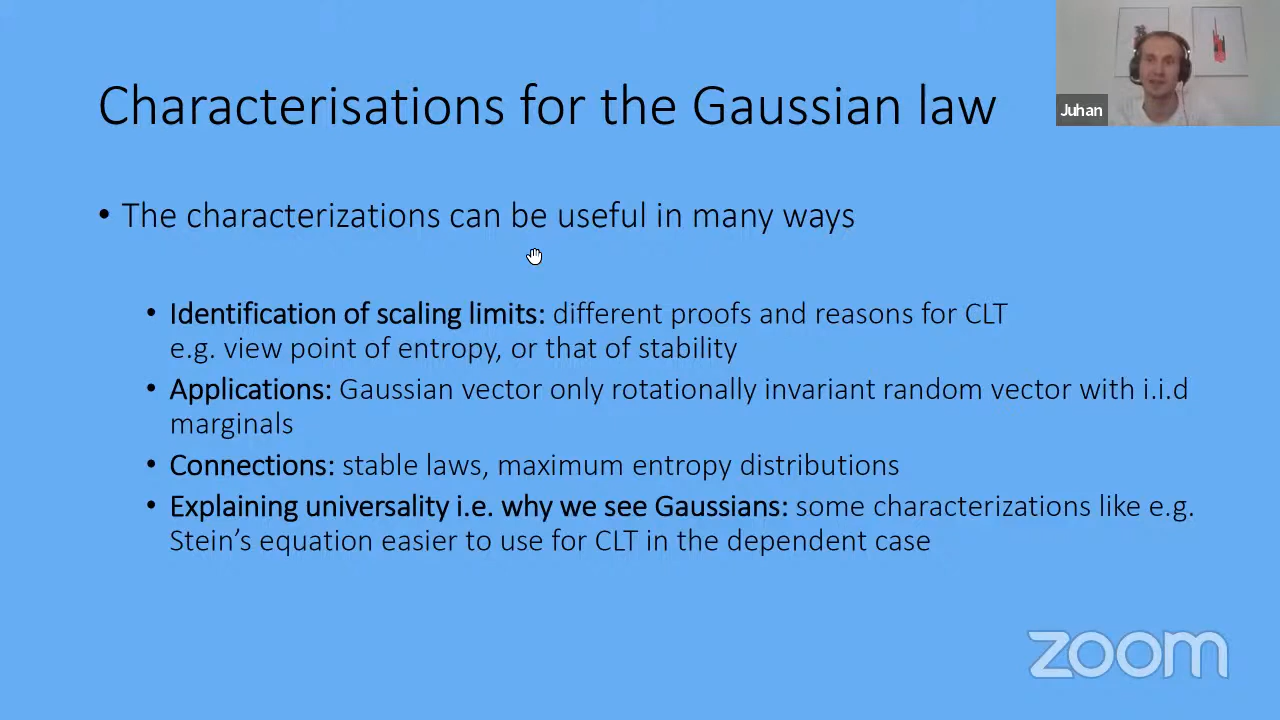 Characterisations for the Gaussian law
Juhan
• The characterizations can be useful in many ways
• Identification of scaling limits: different proofs and reasons for CLT
e.g. view point of entropy, or that of stability
• Applications: Gaussian vector only rotationally invariant random vector with i.i.d
marginals
• Connections: stable laws, maximum entropy distributions
• Explaining universality i.e. why we see Gaussians: some characterizations like e.g.
Stein's equation easier to use for CLT in the dependent case
zoom